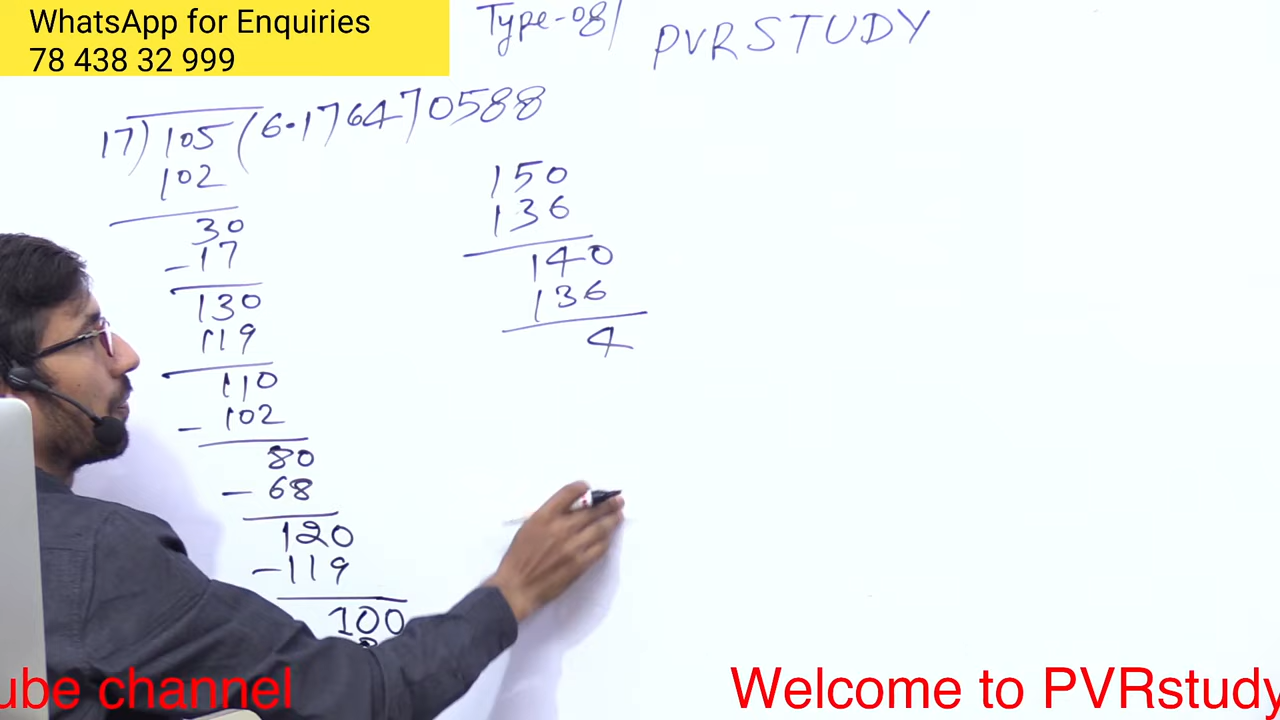 WhatsApp for Enquiries
78 438 32 999
Type-08/
PVRSTUDY
17) 105 (6.176470588
102
30
-17
130
119
110
- 102
80
- 68
120
-119
100
150
136
140
136
4
ube channel
Welcome to PVRstudy